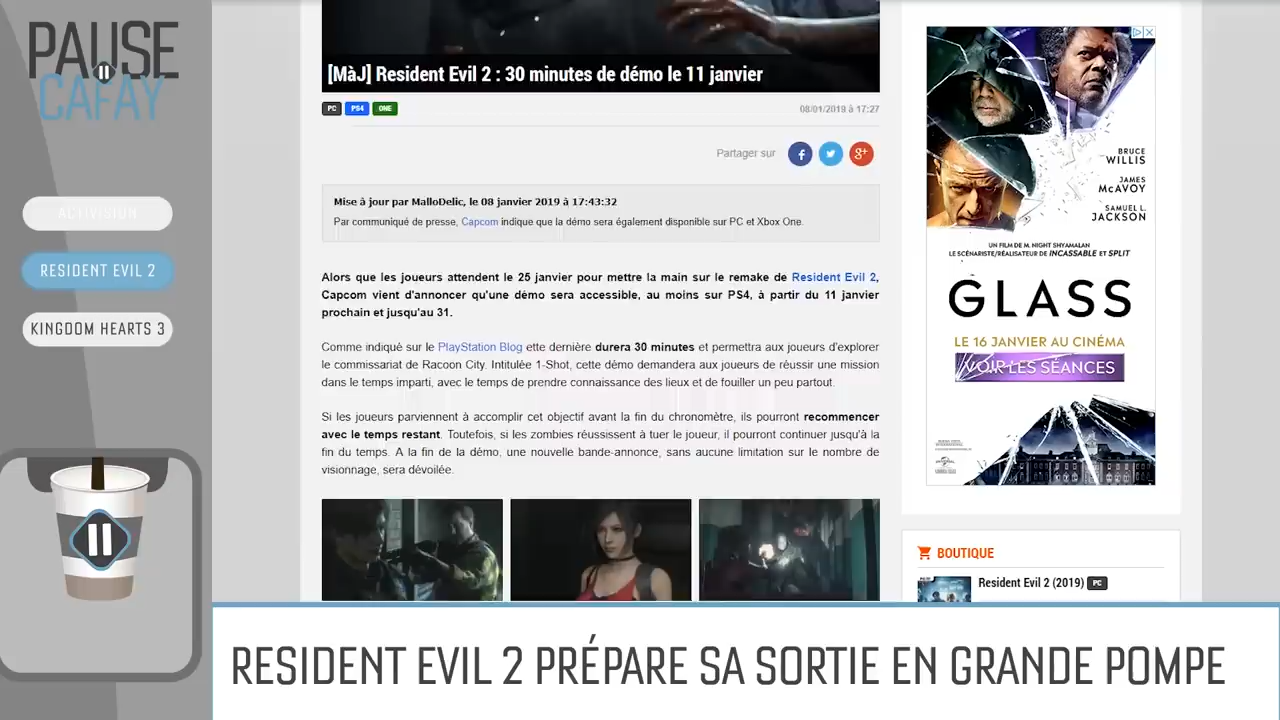 PAUSE
CAFAY
ACTIVISION
RESIDENT EVIL 2
KINGDOM HEARTS 3
[MàJ] Resident Evil 2 : 30 minutes de démo le 11 janvier
PC PS4 ONE
08/01/2019 à 17:27
Partager sur
Mise à jour par MalloDelic, le 08 janvier 2019 à 17:43:32
Par communiqué de presse, Capcom indique que la démo sera également disponible sur PC et Xbox One.
Alors que les joueurs attendent le 25 janvier pour mettre la main sur le remake de Resident Evil 2,
Capcom vient d'annoncer qu'une démo sera accessible, au moins sur PS4, à partir du 11 janvier
prochain et jusqu'au 31.
Comme indiqué sur le PlayStation Blog ette dernière durera 30 minutes et permettra aux joueurs d'explorer
le commissariat de Racoon City. Intitulée 1-Shot, cette démo demandera aux joueurs de réussir une mission
dans le temps imparti, avec le temps de prendre connaissance des lieux et de fouiller un peu partout.
Si les joueurs parviennent à accomplir cet objectif avant la fin du chronomètre, ils pourront recommencer
avec le temps restant. Toutefois, si les zombies réussissent à tuer le joueur, il pourront continuer jusqu'à la
fin du temps. A la fin de la démo, une nouvelle bande-annonce, sans aucune limitation sur le nombre de
visionnage, sera dévoilée.
BRUCE
WILLIS
JAMES
McAVOY
SAMUEL L.
JACKSON
UN FILM DE M. NIGHT SHYAMALAN
LE SCÉNARISTE/RÉALISATEUR DE INCASSABLE ET SPLIT
GLASS
LE 16 JANVIER AU CINÉMA
VOIR LES SÉANCES
BOUTIQUE
Resident Evil 2 (2019) PC
RESIDENT EVIL 2 PRÉPARE SA SORTIE EN GRANDE POMPE